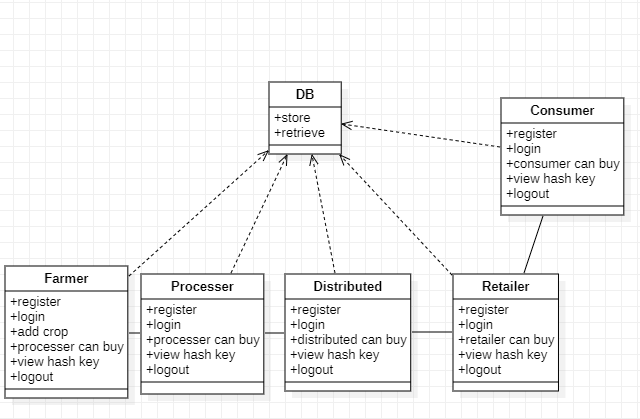 DB
+store
+retrieve
Consumer
+register
+login
+consumer can buy
+view hash key
+logout
Farmer
+register
+login
+add crop
+processer can buy
+view hash key
+logout
Processer
+register
+login
+processer can buy
+view hash key
+logout
Distributed
+register
+login
+distributed can buy
+view hash key
+logout
Retailer
+register
+login
+retailer can buy
+view hash key
+logout